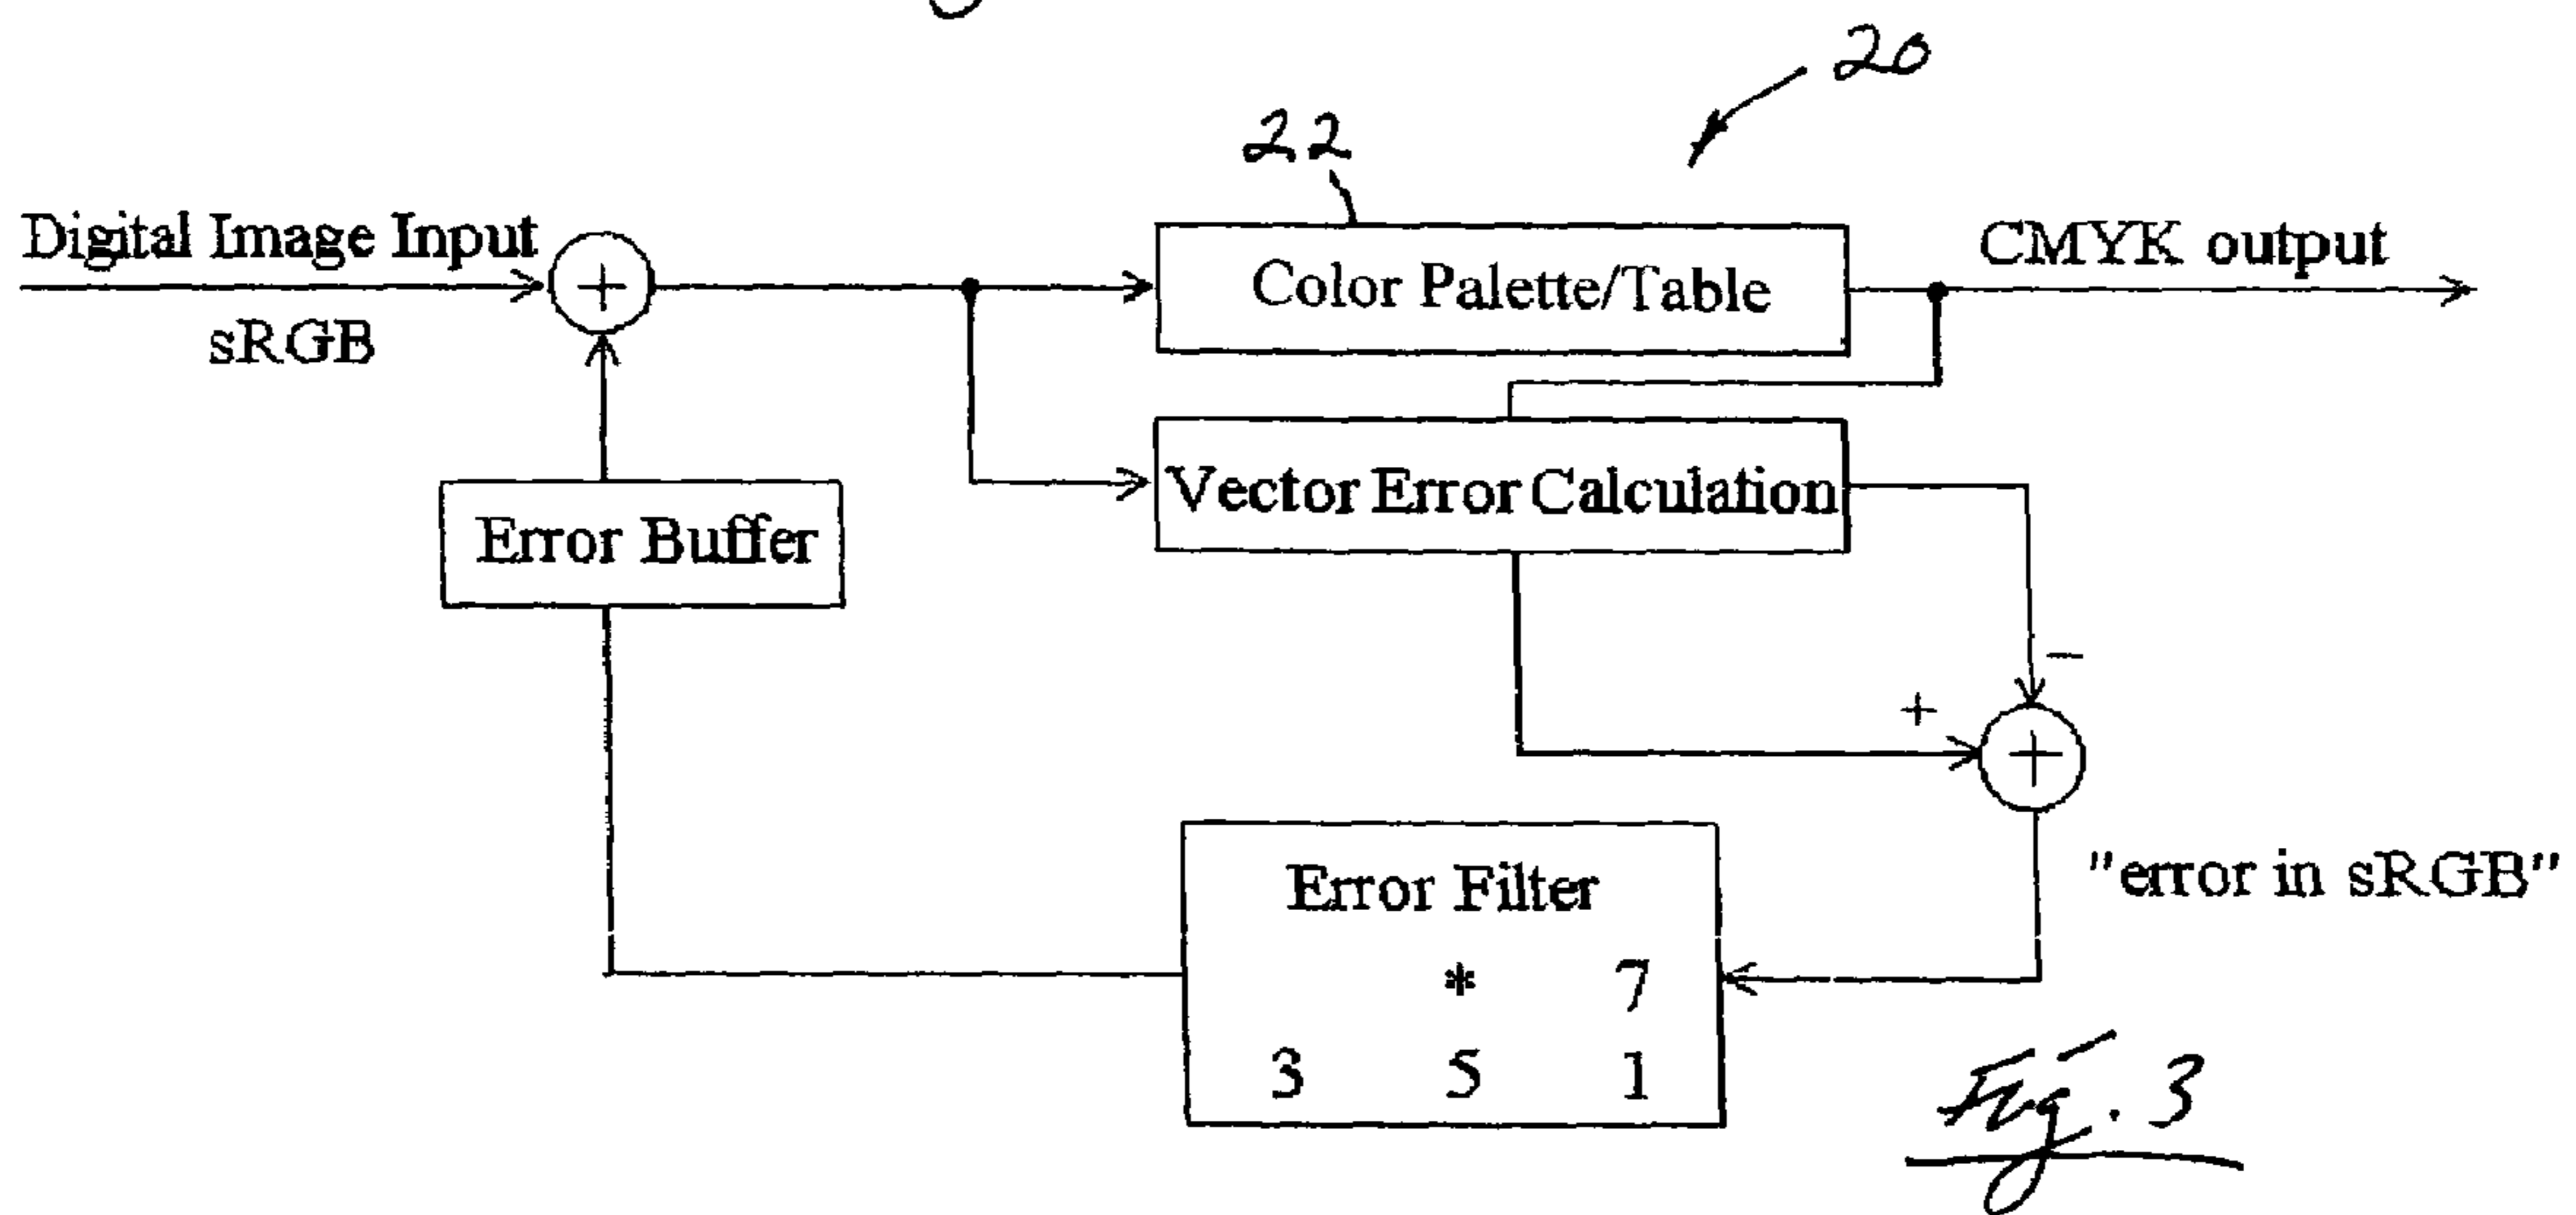 20
22
Digital Image Input
sRGB
+
Color Palette/Table
CMYK output
Vector Error Calculation
Error Buffer
−
+
+
"error in sRGB"
Error Filter
* 7
3 5 1
Fig. 3